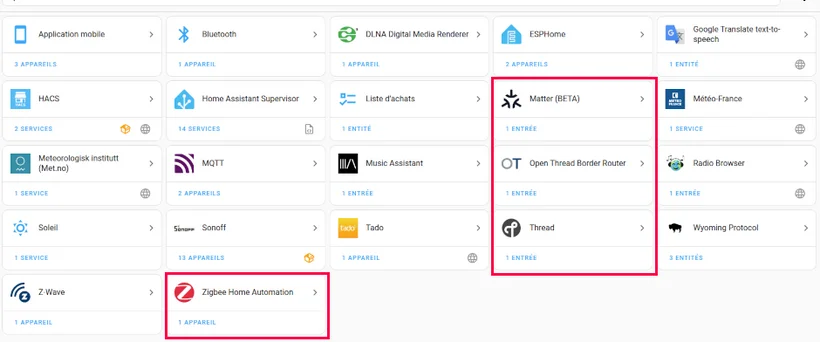 Application mobile
Bluetooth
DLNA Digital Media Renderer
ESPHome
Google Translate text-to-
speech
3 APPAREILS
1 APPAREIL
1 APPAREIL
2 APPAREILS
1 ENTITÉ
HACS
Home Assistant Supervisor
Liste d'achats
Matter (BETA)
Météo-France
2 SERVICES
14 SERVICES
1 ENTITÉ
1 ENTRÉE
1 SERVICE
Meteorologisk institutt
(Met.no)
MQTT
Music Assistant
Open Thread Border Router
Radio Browser
1 SERVICE
2 APPAREILS
1 ENTRÉE
1 ENTRÉE
1 ENTRÉE
Soleil
Sonoff
Tado
Thread
Wyoming Protocol
1 SERVICE
13 APPAREILS
1 APPAREIL
1 ENTRÉE
3 ENTITÉS
Z-Wave
Zigbee Home Automation
1 APPAREIL
1 APPAREIL